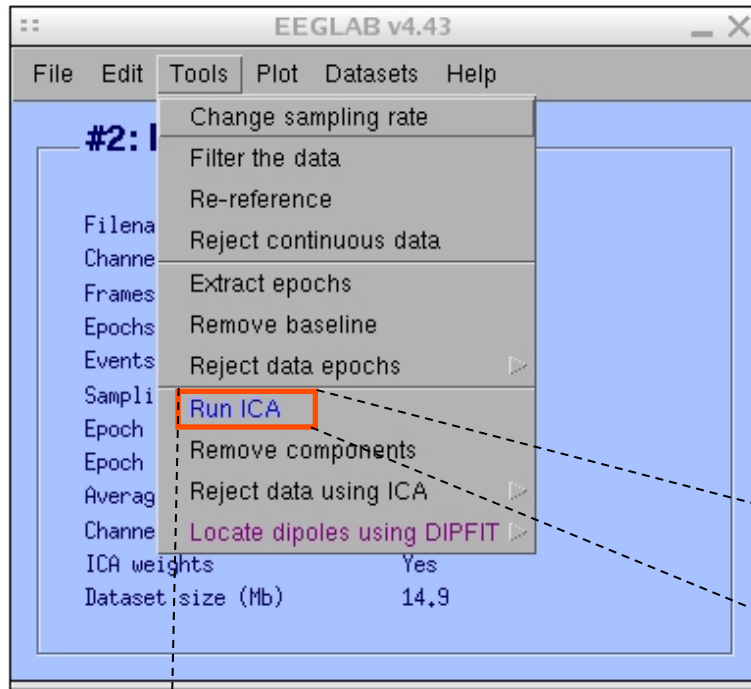 EEGLAB v4.43
File Edit Tools Plot Datasets Help
Change sampling rate
#2:
Filter the data
Re-reference
Filena
Reject continuous data
Channe
Frames
Extract epochs
Epochs
Remove baseline
Events
Reject data epochs
Sampli
Run ICA
Epoch
Remove components
Epoch
Averag
Reject data using ICA
Channe
Locate dipoles using DIPFIT
ICA weights Yes
Dataset size (Mb) 14.9